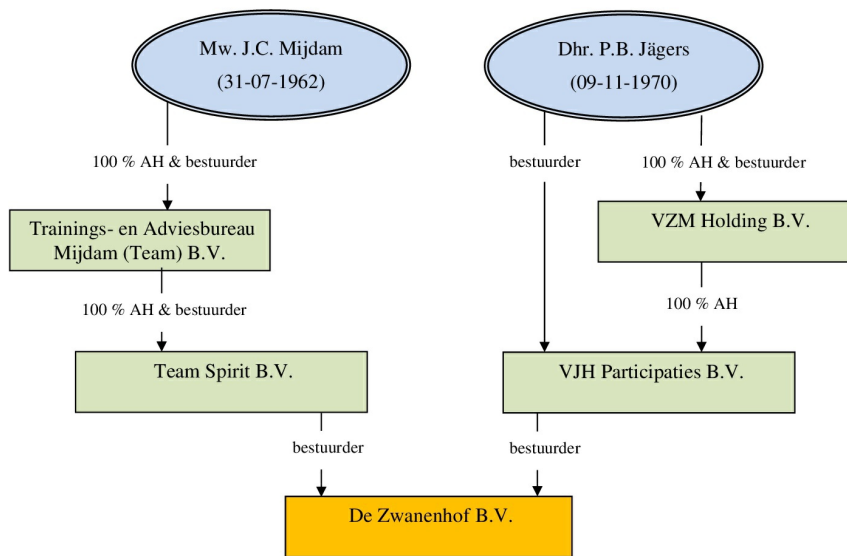 Mw. J.C. Mijdam
(31-07-1962)
Dhr. P.B. Jägers
(09-11-1970)
100 % AH & bestuurder
bestuurder
100 % AH & bestuurder
Trainings- en Adviesbureau
Mijdam (Team) B.V.
VZM Holding B.V.
100 % AH & bestuurder
100 % AH
Team Spirit B.V.
VJH Participaties B.V.
bestuurder
bestuurder
De Zwanenhof B.V.